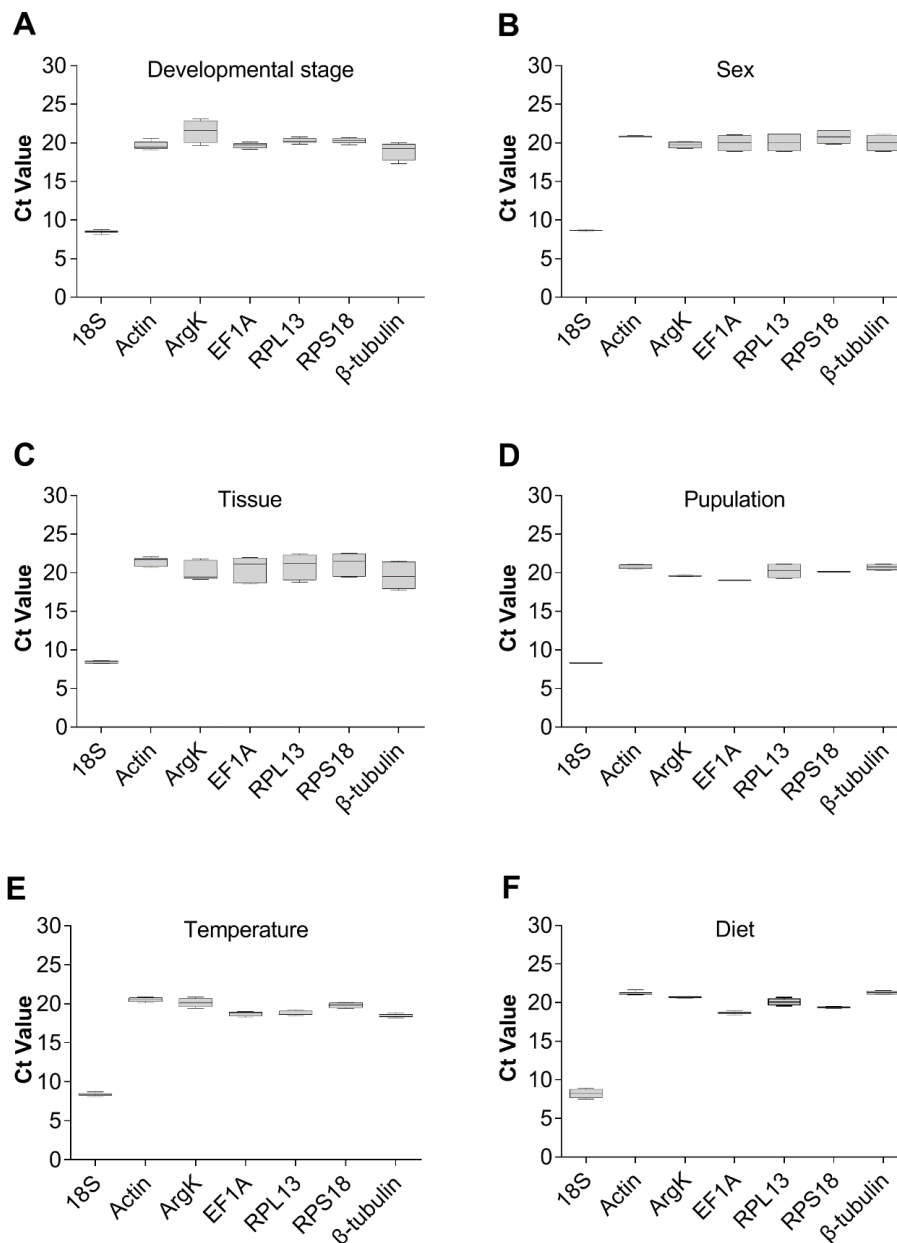 A
Developmental stage
Ct Value
30
25
20
15
10
5
0
18S
Actin
ArgK
EF1A
RPL13
RPS18
β-tubulin
B
Sex
Ct Value
30
25
20
15
10
5
0
18S
Actin
ArgK
EF1A
RPL13
RPS18
β-tubulin
C
Tissue
Ct Value
30
25
20
15
10
5
0
18S
Actin
ArgK
EF1A
RPL13
RPS18
β-tubulin
D
Pupulation
Ct Value
30
25
20
15
10
5
0
18S
Actin
ArgK
EF1A
RPL13
RPS18
β-tubulin
E
Temperature
Ct Value
30
25
20
15
10
5
0
18S
Actin
ArgK
EF1A
RPL13
RPS18
β-tubulin
F
Diet
Ct Value
30
25
20
15
10
5
0
18S
Actin
ArgK
EF1A
RPL13
RPS18
β-tubulin